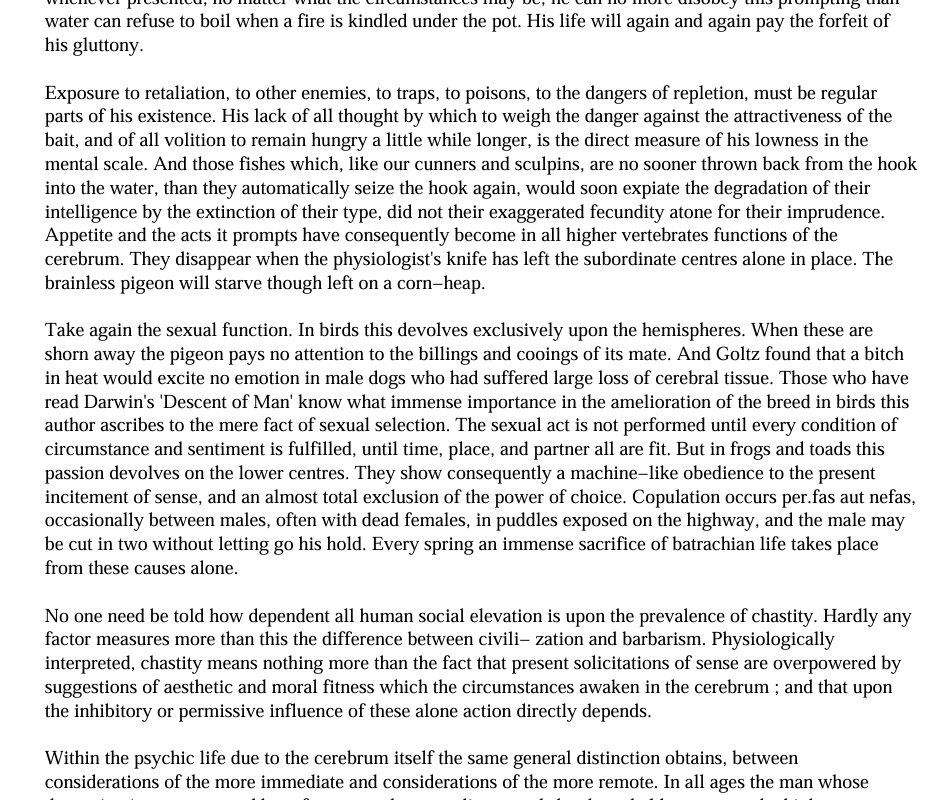 whenever presented, no matter what the circumstances may be, he can no more disobey this prompting than
water can refuse to boil when a fire is kindled under the pot. His life will again and again pay the forfeit of
his gluttony.
Exposure to retaliation, to other enemies, to traps, to poisons, to the dangers of repletion, must be regular
parts of his existence. His lack of all thought by which to weigh the danger against the attractiveness of the
bait, and of all volition to remain hungry a little while longer, is the direct measure of his lowness in the
mental scale. And those fishes which, like our cunners and sculpins, are no sooner thrown back from the hook
into the water, than they automatically seize the hook again, would soon expiate the degradation of their
intelligence by the extinction of their type, did not their exaggerated fecundity atone for their imprudence.
Appetite and the acts it prompts have consequently become in all higher vertebrates functions of the
cerebrum. They disappear when the physiologist's knife has left the subordinate centres alone in place. The
brainless pigeon will starve though left on a corn−heap.
Take again the sexual function. In birds this devolves exclusively upon the hemispheres. When these are
shorn away the pigeon pays no attention to the billings and cooings of its mate. And Goltz found that a bitch
in heat would excite no emotion in male dogs who had suffered large loss of cerebral tissue. Those who have
read Darwin's 'Descent of Man' know what immense importance in the amelioration of the breed in birds this
author ascribes to the mere fact of sexual selection. The sexual act is not performed until every condition of
circumstance and sentiment is fulfilled, until time, place, and partner all are fit. But in frogs and toads this
passion devolves on the lower centres. They show consequently a machine−like obedience to the present
incitement of sense, and an almost total exclusion of the power of choice. Copulation occurs per.fas aut nefas,
occasionally between males, often with dead females, in puddles exposed on the highway, and the male may
be cut in two without letting go his hold. Every spring an immense sacrifice of batrachian life takes place
from these causes alone.
No one need be told how dependent all human social elevation is upon the prevalence of chastity. Hardly any
factor measures more than this the difference between civili− zation and barbarism. Physiologically
interpreted, chastity means nothing more than the fact that present solicitations of sense are overpowered by
suggestions of aesthetic and moral fitness which the circumstances awaken in the cerebrum ; and that upon
the inhibitory or permissive influence of these alone action directly depends.
Within the psychic life due to the cerebrum itself the same general distinction obtains, between
considerations of the more immediate and considerations of the more remote. In all ages the man whose